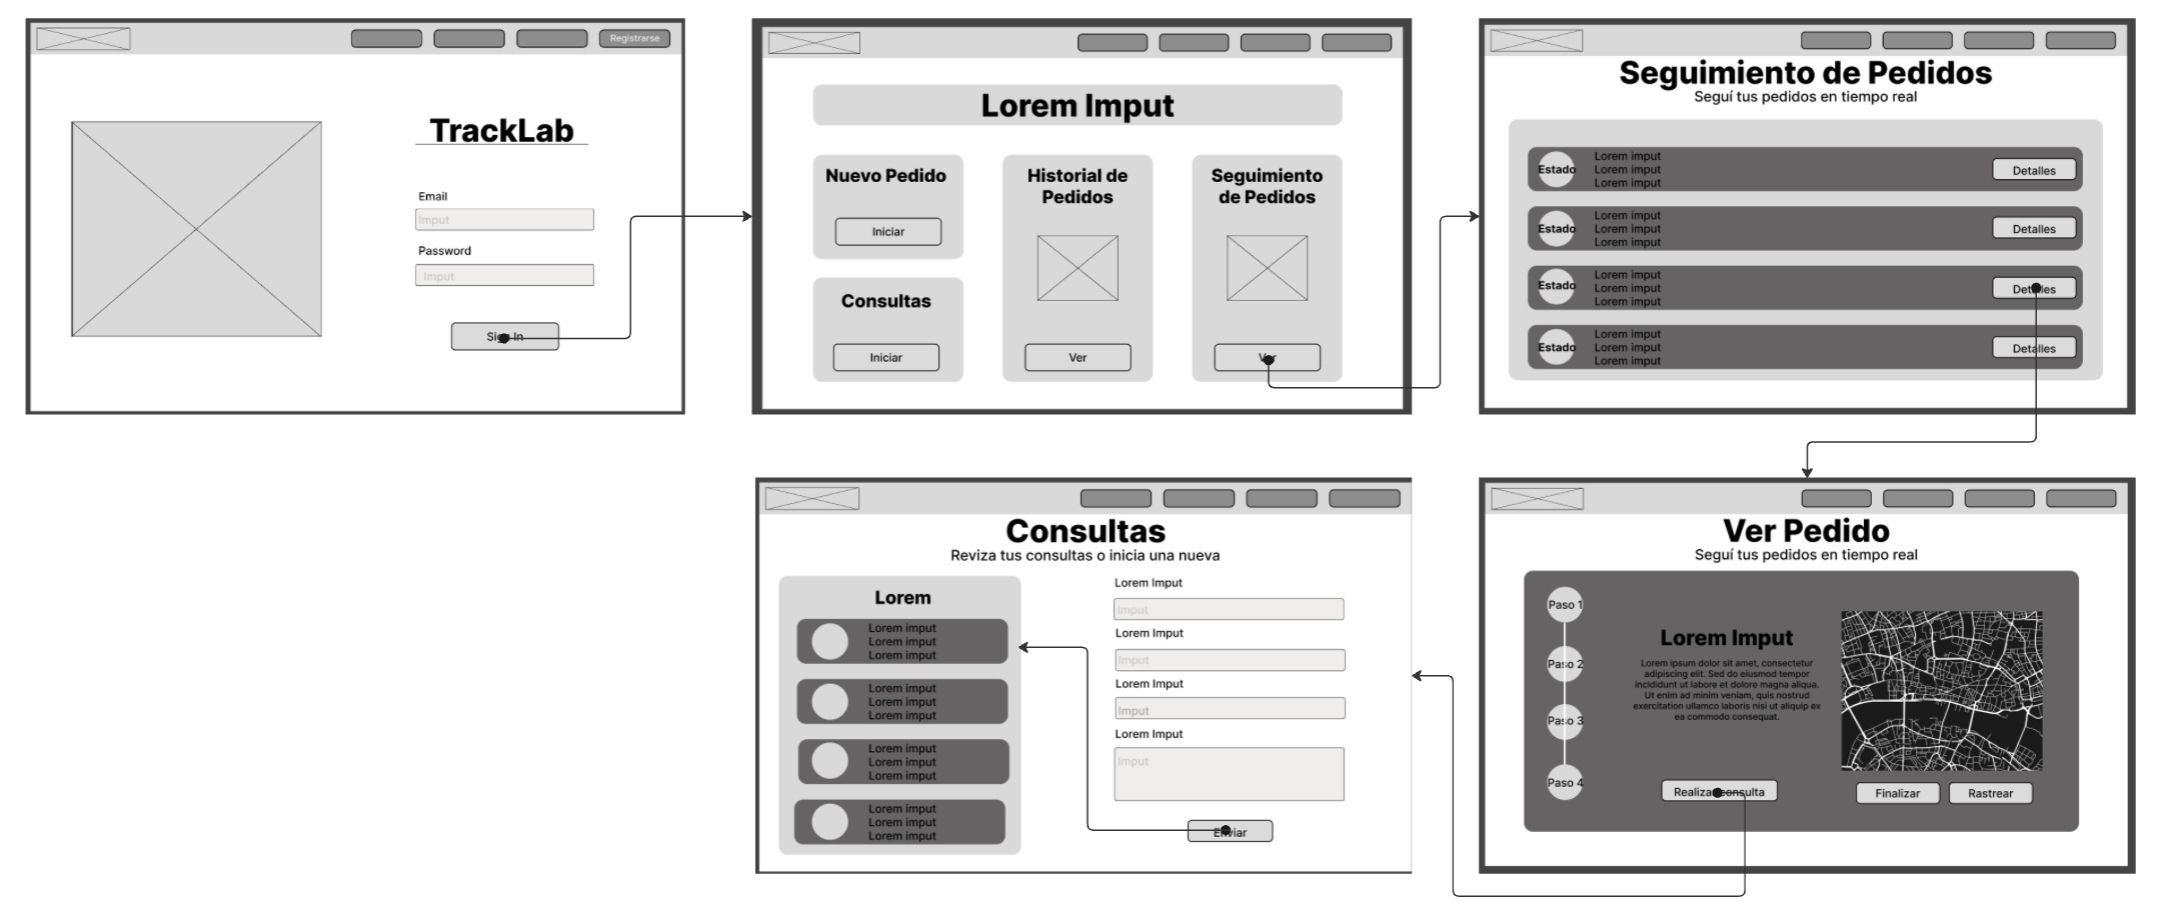 Registrarse
TrackLab
Email
Imput
Password
Imput
Sign In
Lorem Imput
Nuevo Pedido
Iniciar
Consultas
Iniciar
Historial de
Pedidos
Ver
Seguimiento
de Pedidos
Ver
Seguimiento de Pedidos
Seguí tus pedidos en tiempo real
Estado
Lorem imput
Lorem imput
Lorem imput
Detalles
Estado
Lorem imput
Lorem imput
Lorem imput
Detalles
Estado
Lorem imput
Lorem imput
Lorem imput
Detalles
Estado
Lorem imput
Lorem imput
Lorem imput
Detalles
Consultas
Reviza tus consultas o inicia una nueva
Lorem
Lorem imput
Lorem imput
Lorem imput
Lorem imput
Lorem imput
Lorem imput
Lorem imput
Lorem imput
Lorem imput
Lorem imput
Lorem imput
Lorem imput
Lorem Imput
Imput
Lorem Imput
Imput
Lorem Imput
Imput
Lorem Imput
Imput
Enviar
Ver Pedido
Seguí tus pedidos en tiempo real
Paso 1
Paso 2
Paso 3
Paso 4
Lorem Imput
Lorem ipsum dolor sit amet, consectetur
adipiscing elit. Sed do eiusmod tempor
incididunt ut labore et dolore magna aliqua.
Ut enim ad minim veniam, quis nostrud
exercitation ullamco laboris nisi ut aliquip ex
ea commodo consequat.
Realizar consulta
Finalizar
Rastrear